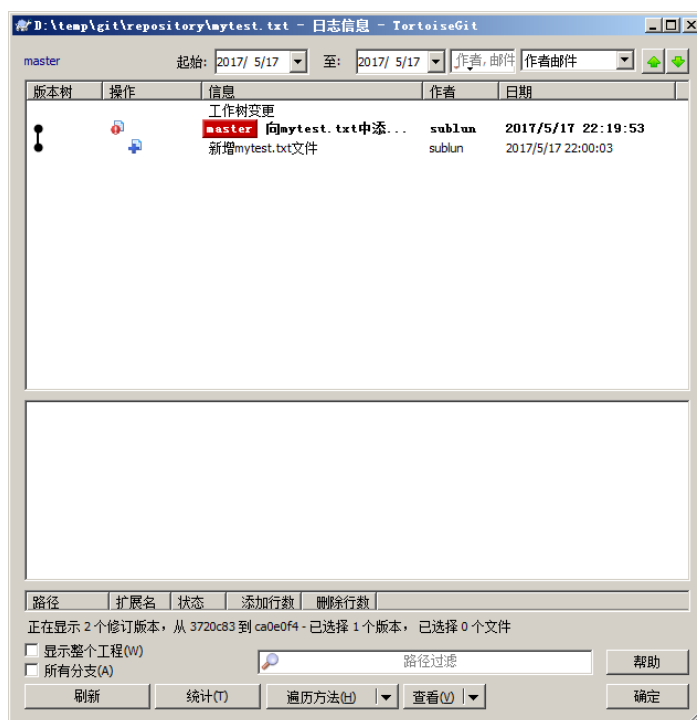 D:\temp\git\repository\mytest.txt - 日志信息 - TortoiseGit
master 起始: 2017/ 5/17 至: 2017/ 5/17 作者, 邮件 作者邮件
版本树 操作 信息 作者 日期
工作树变更
master 向mytest.txt中添... sublun 2017/5/17 22:19:53
新增mytest.txt文件 sublun 2017/5/17 22:00:03
路径 扩展名 状态 添加行数 删除行数
正在显示 2 个修订版本，从 3720c83 到 ca0e0f4 - 已选择 1 个版本， 已选择 0 个文件
显示整个工程(W)
所有分支(A) 路径过滤 帮助
刷新 统计(T) 遍历方法(H) 查看(V) 确定